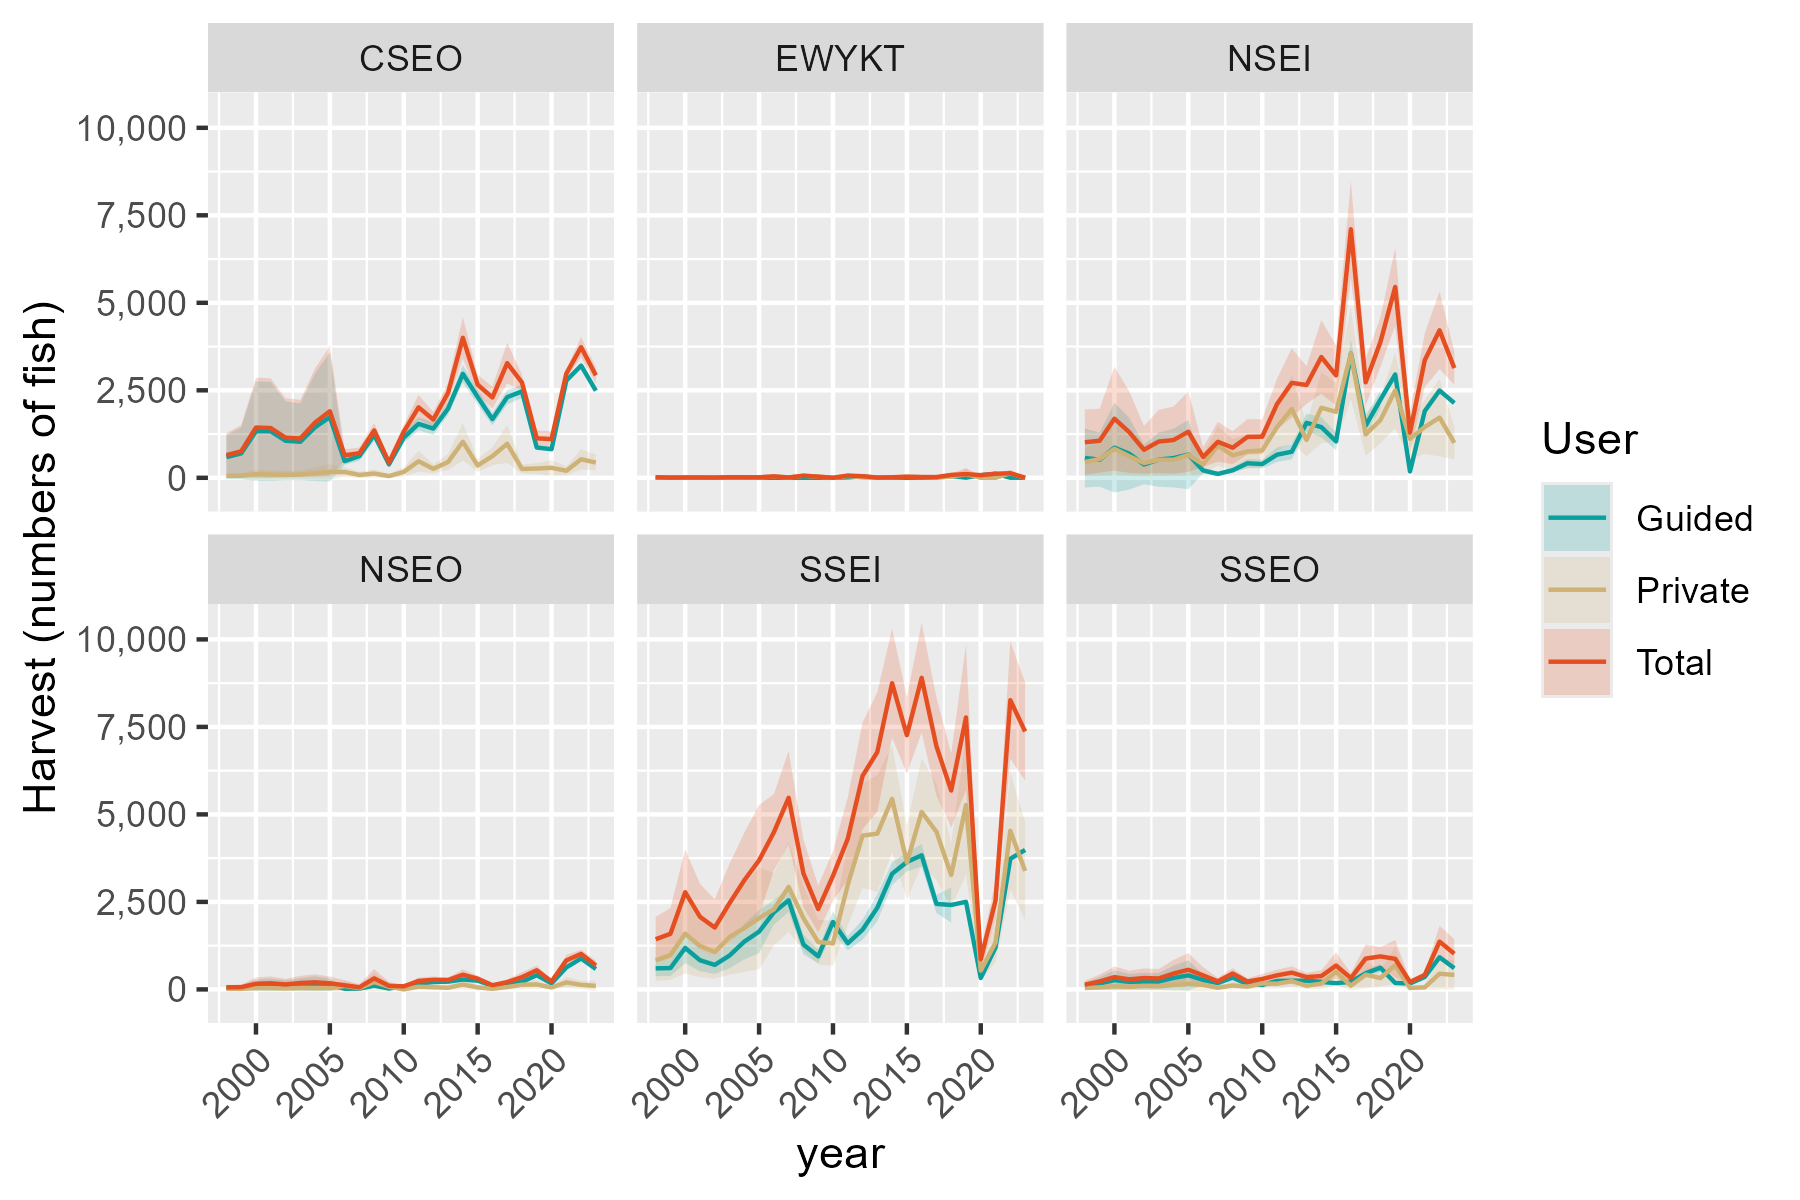 CSEO EWYKT NSEI
10,000
7,500
5,000
2,500
0
NSEO SSEI SSEO
10,000
7,500
5,000
2,500
0
2000 2005 2010 2015 2020 2000 2005 2010 2015 2020 2000 2005 2010 2015 2020
year
Harvest (numbers of fish)
User
Guided
Private
Total